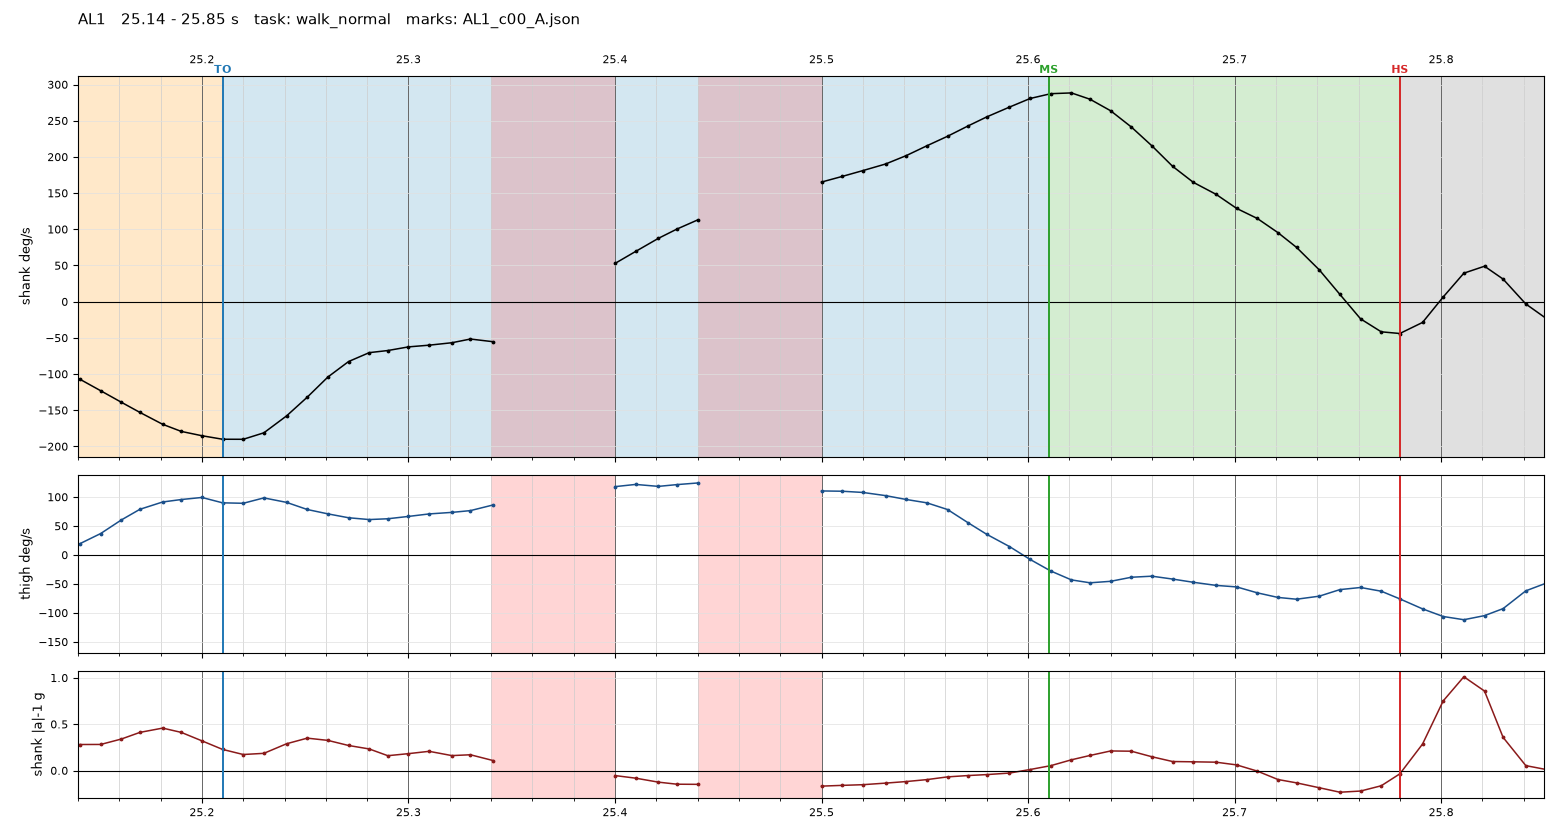 AL1   25.14 - 25.85 s   task: walk_normal   marks: AL1_c00_A.json
25.2 25.3 25.4 25.5 25.6 25.7 25.8
TO MS HS
300
250
200
150
100
50
0
−50
−100
−150
−200
shank deg/s
100
50
0
−50
−100
−150
thigh deg/s
1.0
0.5
0.0
shank |a|-1 g
25.2 25.3 25.4 25.5 25.6 25.7 25.8